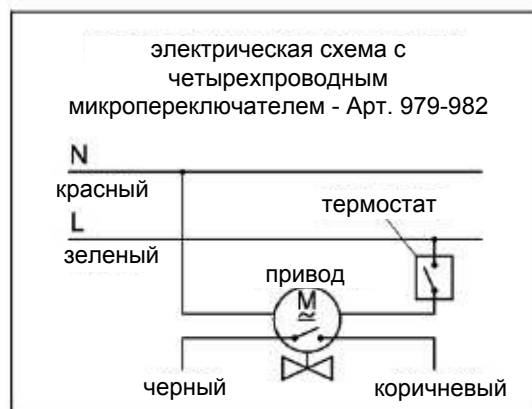 электрическая схема с
четырехпроводным
микропереключателем - Арт. 979-982
N
красный
термостат
L
зеленый
привод
M
черный
коричневый